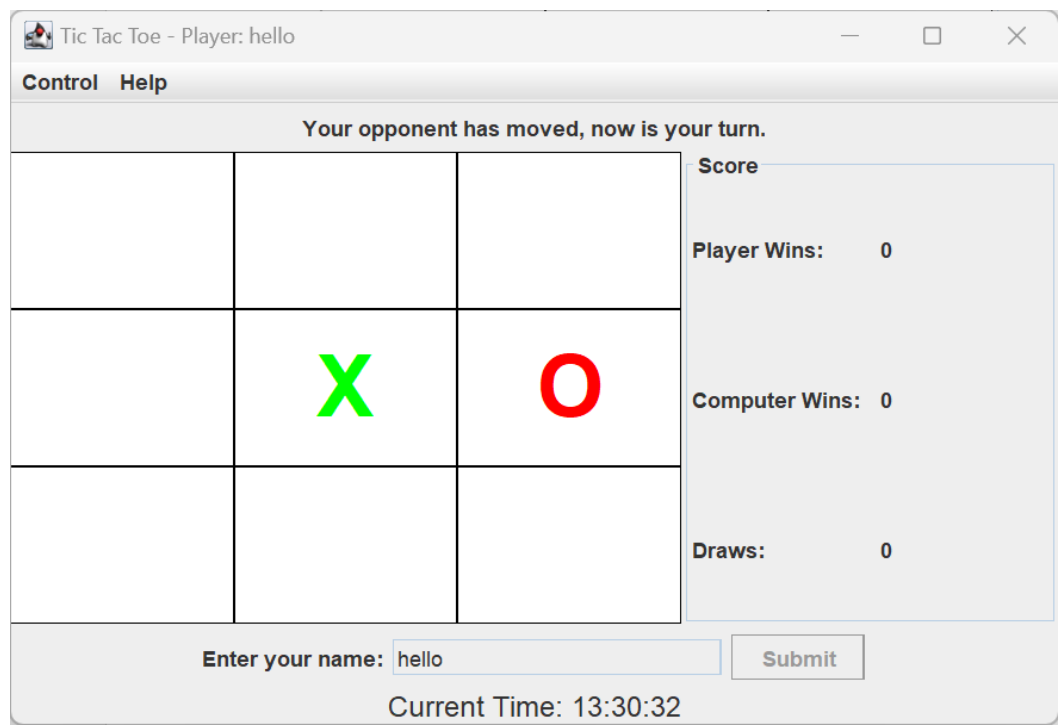 Tic Tac Toe - Player: hello
Control Help
Your opponent has moved, now is your turn.
Score
Player Wins: 0
X O
Computer Wins: 0
Draws: 0
Enter your name: hello Submit
Current Time: 13:30:32